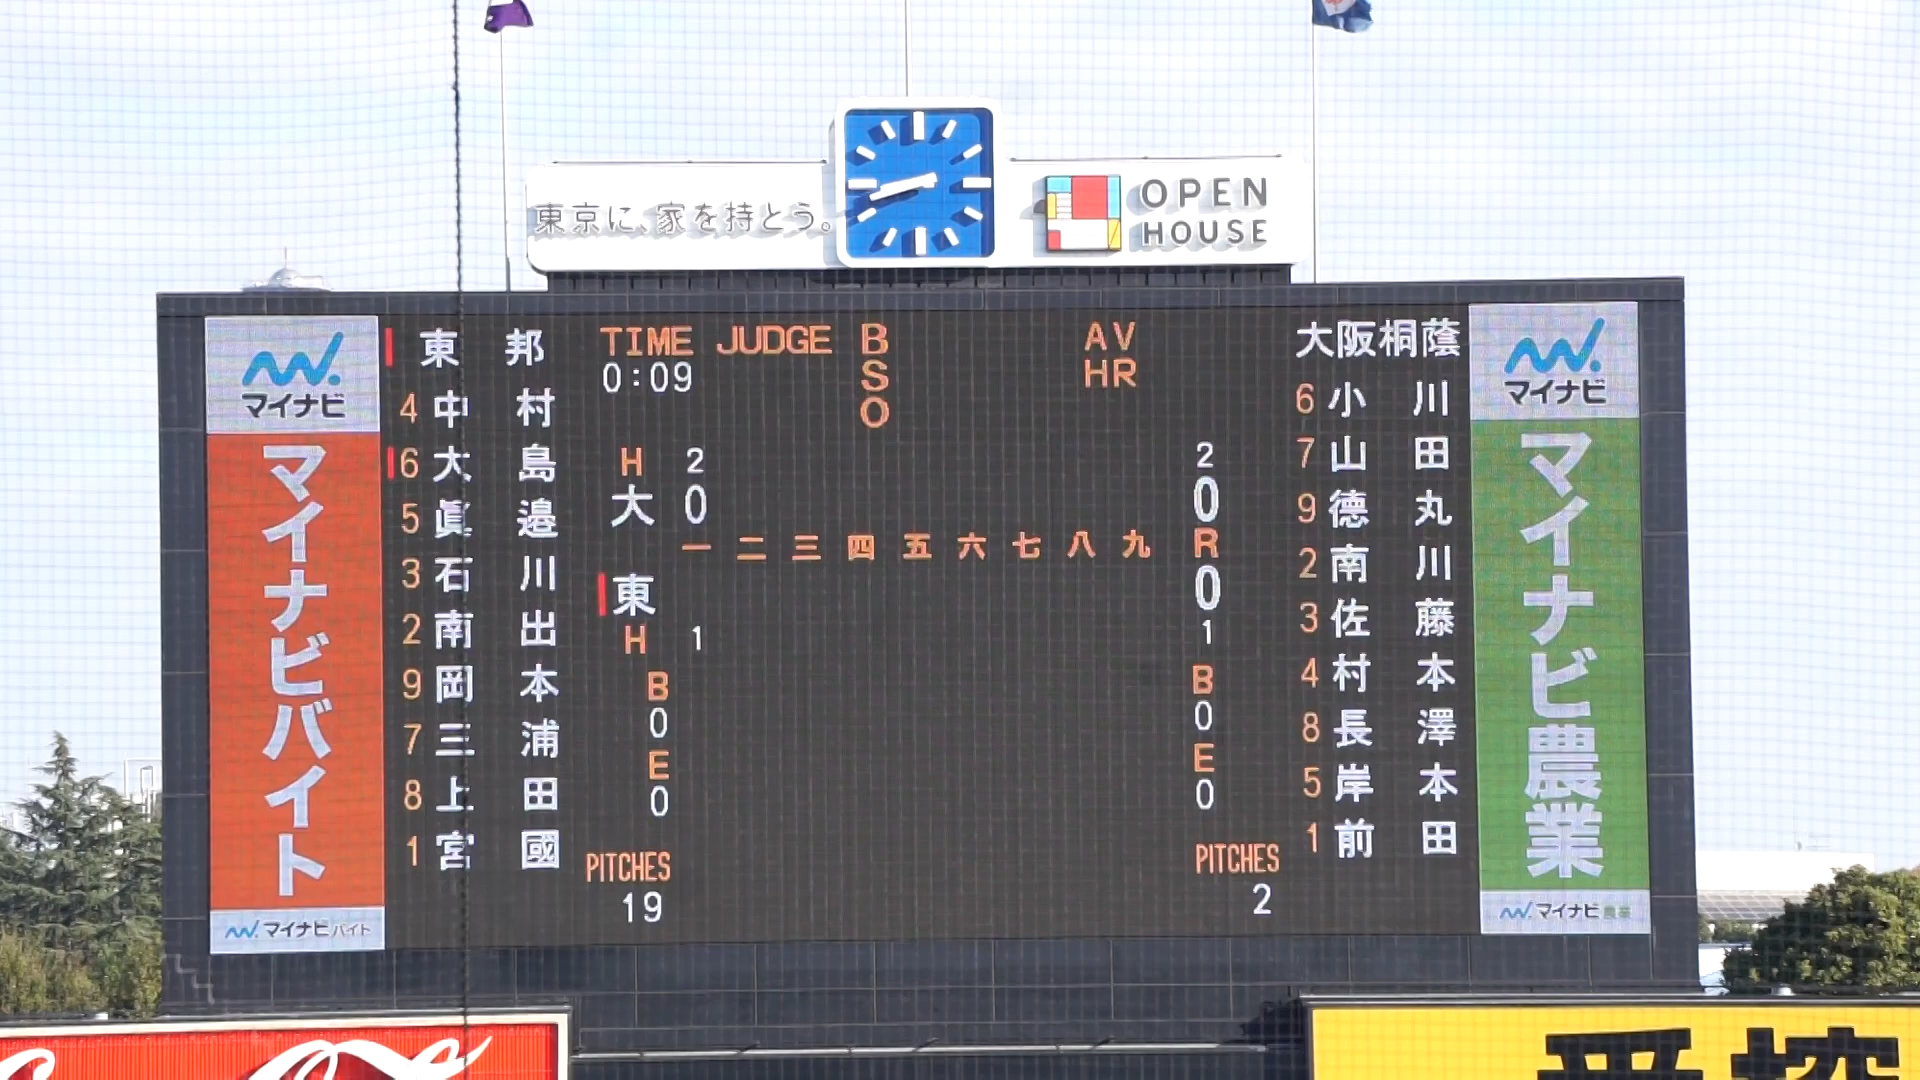 東京に、家を持とう。
OPEN
HOUSE
マイナビ
マイナビバイト
マイナビバイト
東 邦
4 中 村
6 大 島
5 眞 邉
3 石 川
2 南 出
9 岡 本
7 三 浦
8 上 田
1 宮 國
TIME JUDGE B
0:09 S
O
AV
HR
H 2 2
大 0 0
一 二 三 四 五 六 七 八 九 R
東 0
H 1 1
B B
0 0
E E
0 0
PITCHES PITCHES
19 2
大阪桐蔭
6 小 川
7 山 田
9 徳 丸
2 南 川
3 佐 藤
4 村 本
8 長 澤
5 岸 本
1 前 田
マイナビ
マイナビ農業
マイナビ農業